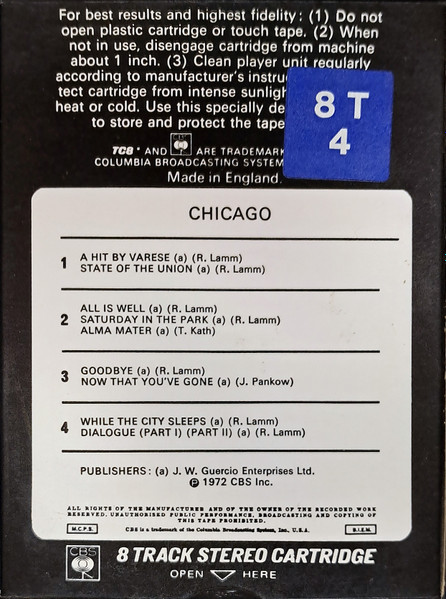 For best results and highest fidelity: (1) Do not
open plastic cartridge or touch tape. (2) When
not in use, disengage cartridge from machine
about 1 inch. (3) Clean player unit regularly
according to manufacturer's instruc
tect cartridge from intense sunligh
heat or cold. Use this specially de
to store and protect the tape
8 T
4
TC8 • AND CBS ARE TRADEMARK
COLUMBIA BROADCASTING SYSTEM
Made in England.
CHICAGO
1 A HIT BY VARESE (a) (R. Lamm)
STATE OF THE UNION (a) (R. Lamm)
2 ALL IS WELL (a) (R. Lamm)
SATURDAY IN THE PARK (a) (R. Lamm)
ALMA MATER (a) (T. Kath)
3 GOODBYE (a) (R. Lamm)
NOW THAT YOU'VE GONE (a) (J. Pankow)
4 WHILE THE CITY SLEEPS (a) (R. Lamm)
DIALOGUE (PART I) (PART II) (a) (R. Lamm)
PUBLISHERS: (a) J. W. Guercio Enterprises Ltd.
℗ 1972 CBS Inc.
ALL RIGHTS OF THE MANUFACTURER AND OF THE OWNER OF THE RECORDED WORK
RESERVED. UNAUTHORISED PUBLIC PERFORMANCE, BROADCASTING AND COPYING OF
THIS TAPE PROHIBITED.
M.C.P.S. CBS is a trademark of the Columbia Broadcasting System, Inc., U.S.A. B.I.E.M.
CBS 8 TRACK STEREO CARTRIDGE
OPEN HERE